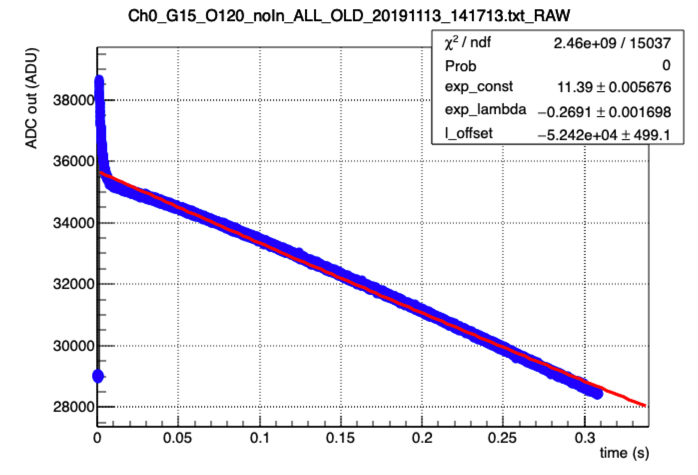 Ch0_G15_O120_noIn_ALL_OLD_20191113_141713.txt_RAW
χ² / ndf 2.46e+09 / 15037
Prob 0
exp_const 11.39 ± 0.005676
exp_lambda −0.2691 ± 0.001698
l_offset −5.242e+04 ± 499.1
ADC out (ADU)
38000
36000
34000
32000
30000
28000
0 0.05 0.1 0.15 0.2 0.25 0.3
time (s)